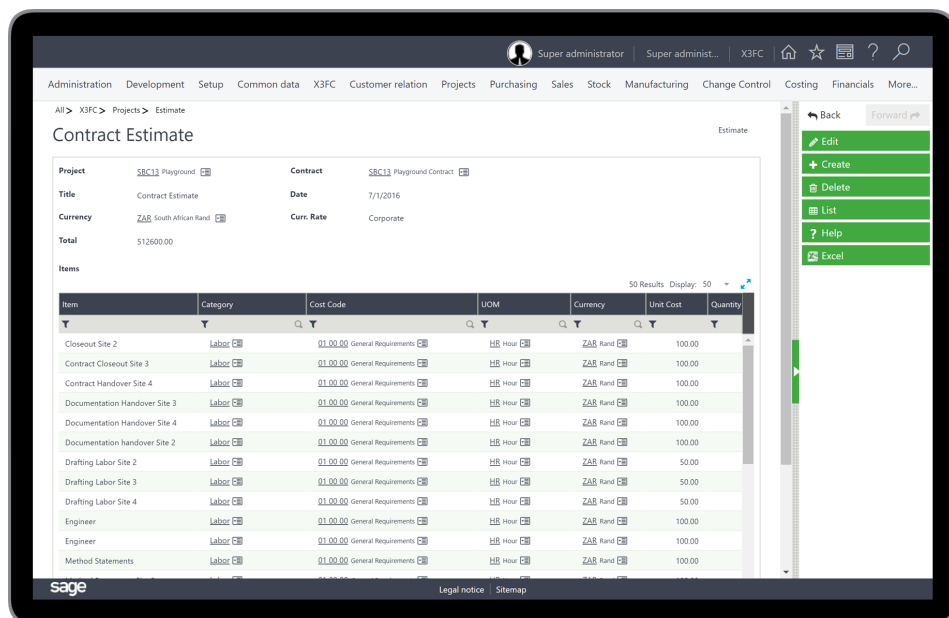 Super administrator Super administ... X3FC
Administration Development Setup Common data X3FC Customer relation Projects Purchasing Sales Stock Manufacturing Change Control Costing Financials More...
All > X3FC > Projects > Estimate
Back Forward
Contract Estimate Estimate
Edit
Create
Delete
List
Help
Excel
Project SBC13 Playground Contract SBC13 Playground Contract
Title Contract Estimate Date 7/1/2016
Currency ZAR South African Rand Curr. Rate Corporate
Total 512600.00
Items
50 Results Display: 50
Item Category Cost Code UOM Currency Unit Cost Quantity
Closeout Site 2 Labor 01 00 00 General Requirements HR Hour ZAR Rand 100.00
Contract Closeout Site 3 Labor 01 00 00 General Requirements HR Hour ZAR Rand 100.00
Contract Handover Site 4 Labor 01 00 00 General Requirements HR Hour ZAR Rand 100.00
Documentation Handover Site 3 Labor 01 00 00 General Requirements HR Hour ZAR Rand 100.00
Documentation Handover Site 4 Labor 01 00 00 General Requirements HR Hour ZAR Rand 100.00
Documentation handover Site 2 Labor 01 00 00 General Requirements HR Hour ZAR Rand 100.00
Drafting Labor Site 2 Labor 01 00 00 General Requirements HR Hour ZAR Rand 50.00
Drafting Labor Site 3 Labor 01 00 00 General Requirements HR Hour ZAR Rand 50.00
Drafting Labor Site 4 Labor 01 00 00 General Requirements HR Hour ZAR Rand 50.00
Engineer Labor 01 00 00 General Requirements HR Hour ZAR Rand 100.00
Engineer Labor 01 00 00 General Requirements HR Hour ZAR Rand 100.00
Method Statements Labor 01 00 00 General Requirements HR Hour ZAR Rand 100.00
sage Legal notice Sitemap